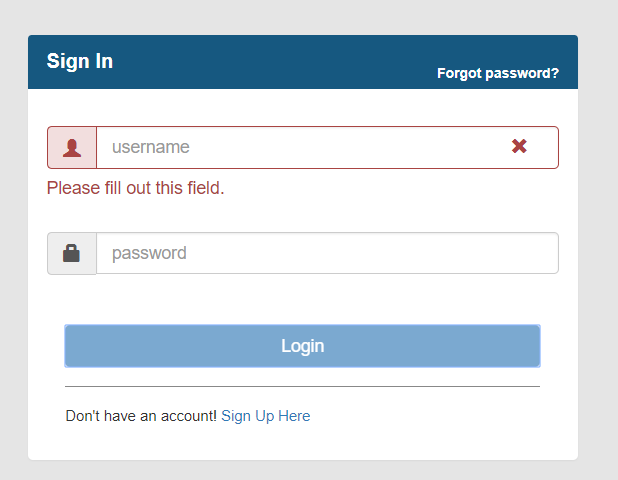 Sign In
Forgot password?
username
Please fill out this field.
password
Login
Don't have an account! Sign Up Here